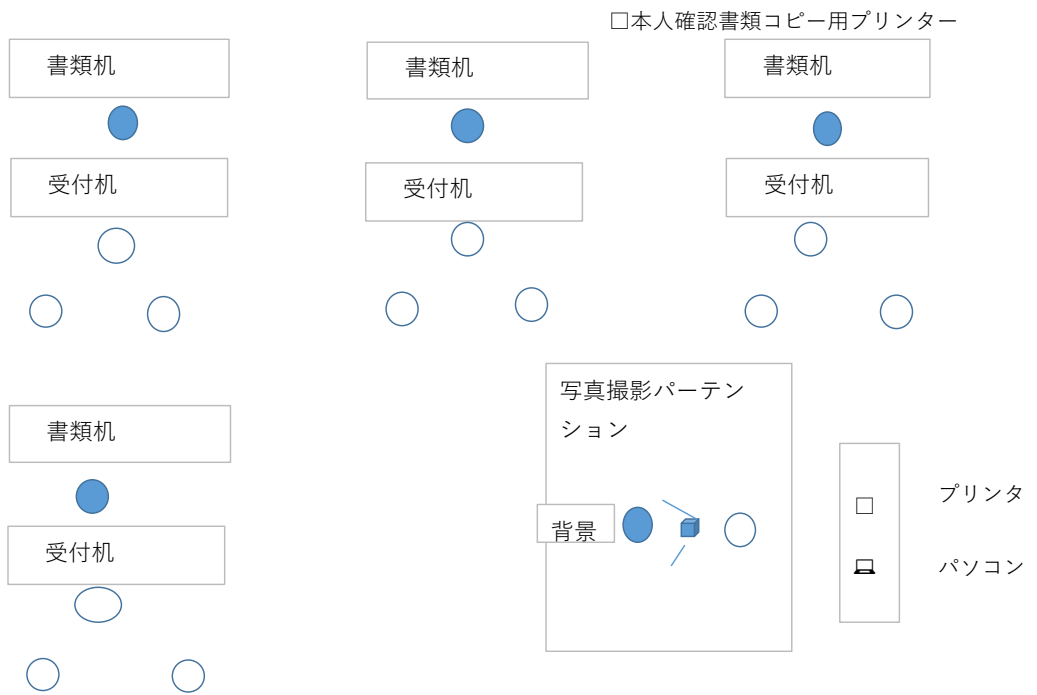 □本人確認書類コピー用プリンター
書類机
書類机
書類机
受付机
受付机
受付机
写真撮影パーテン
ション
書類机
背景
受付机
プリンタ
パソコン